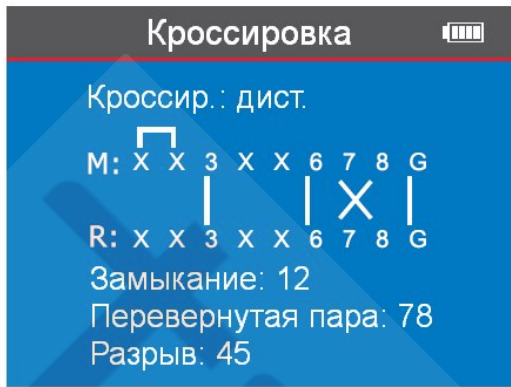 Кроссировка
Кроссир.: дист.
M: X X 3 X X 6 7 8 G
R: X X 3 X X 6 7 8 G
Замыкание: 12
Перевернутая пара: 78
Разрыв: 45